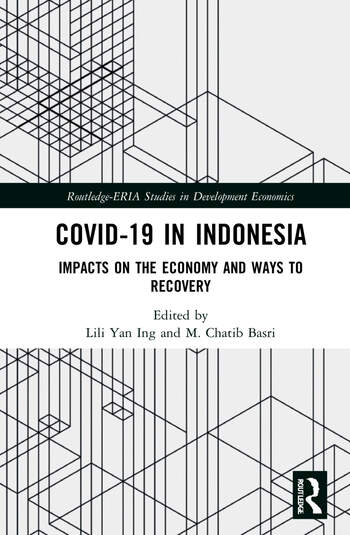 Routledge-ERIA Studies in Development Economics
COVID-19 IN INDONESIA
IMPACTS ON THE ECONOMY AND WAYS TO
RECOVERY
Edited by
Lili Yan Ing and M. Chatib Basri
ROUTLEDGE